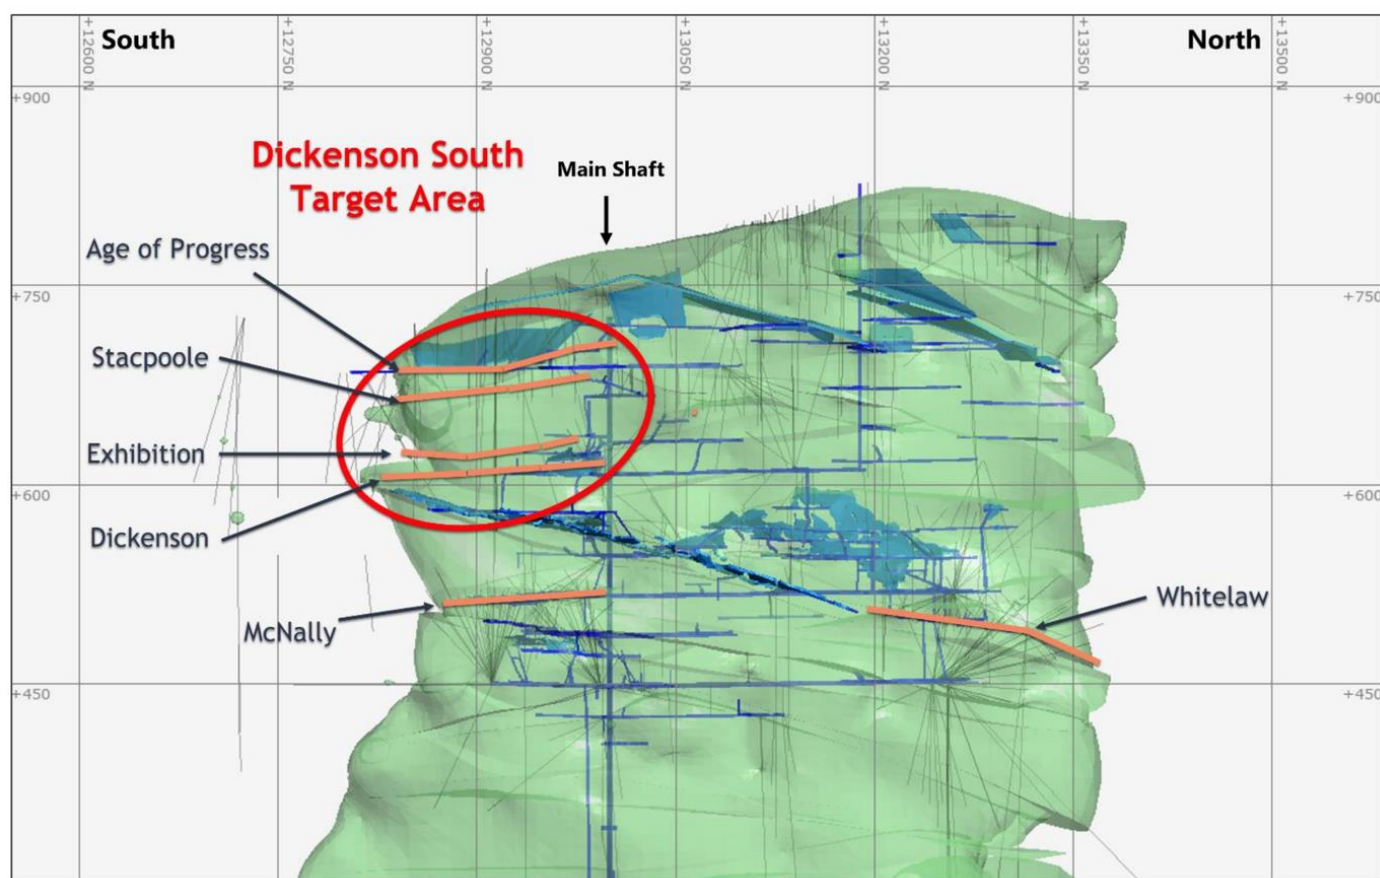 +12600 N
+12750 N
+12900 N
+13050 N
+13200 N
+13350 N
+13500 N
South
North
+900
+900
Dickenson South
Target Area
Main Shaft
Age of Progress
+750
+750
Stacpoole
Exhibition
+600
+600
Dickenson
Whitelaw
McNally
+450
+450